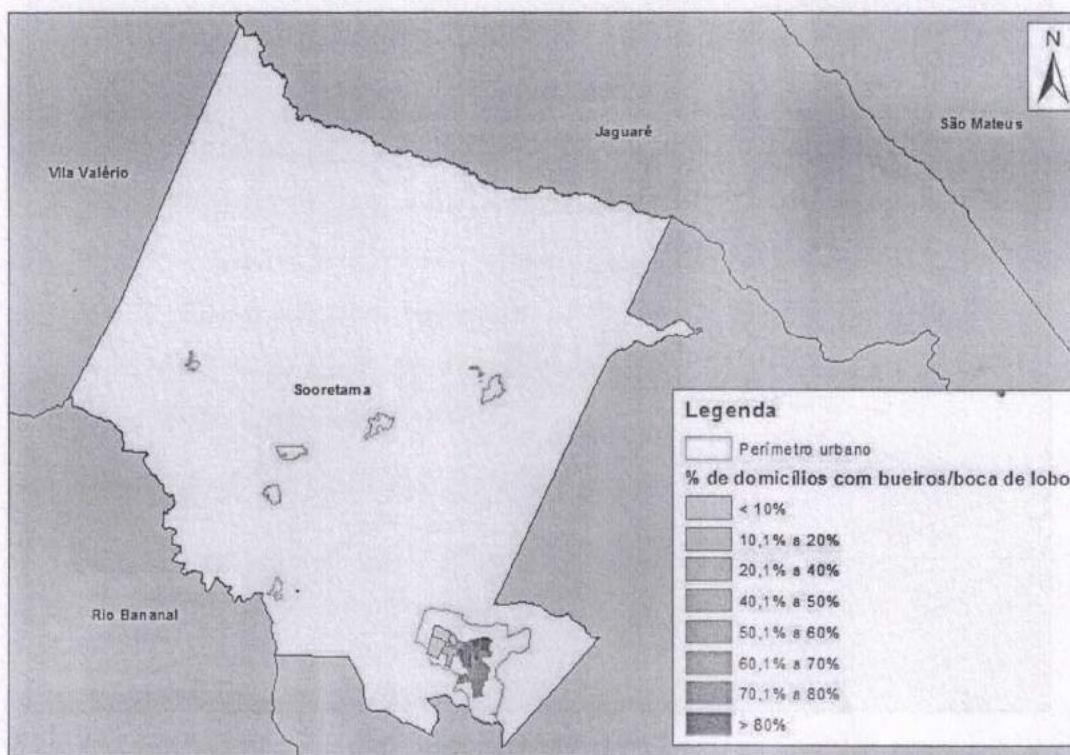 N
São Mateus
Jaguaré
Vila Valério
Sooretama
Rio Bananal
Legenda
Perímetro urbano
% de domicílios com bueiros/boca de lobo
< 10%
10,1% a 20%
20,1% a 40%
40,1% a 50%
50,1% a 60%
60,1% a 70%
70,1% a 80%
> 80%